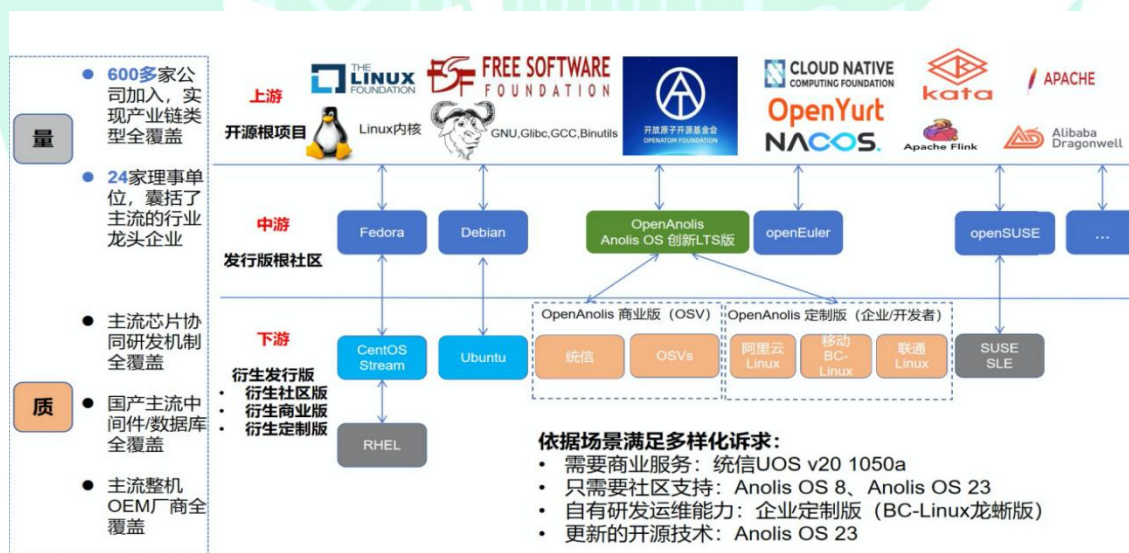 量
600多家公
司加入，实
现产业链类
型全覆盖
24家理事单
位，囊括了
主流的行业
龙头企业
质
主流芯片协
同研发机制
全覆盖
国产主流中
间件/数据库
全覆盖
主流整机
OEM厂商全
覆盖
上游
开源根项目
THE
LINUX
FOUNDATION
Linux内核
FSF
FREE SOFTWARE
FOUNDATION
GNU,Glibc,GCC,Binutils
开放原子开源基金会
OPENATOM FOUNDATION
CLOUD NATIVE
COMPUTING FOUNDATION
OpenYurt
NACOS.
kata
Apache Flink
APACHE
Alibaba
Dragonwell
中游
发行版根社区
Fedora
Debian
OpenAnolis
Anolis OS 创新LTS版
openEuler
openSUSE
...
下游
衍生发行版
• 衍生社区版
• 衍生商业版
• 衍生定制版
CentOS
Stream
RHEL
Ubuntu
OpenAnolis 商业版（OSV）
统信
OSVs
OpenAnolis 定制版（企业/开发者）
阿里云
Linux
移动
BC-
Linux
联通
Linux
SUSE
SLE
依据场景满足多样化诉求：
• 需要商业服务：统信UOS v20 1050a
• 只需要社区支持：Anolis OS 8、Anolis OS 23
• 自有研发运维能力：企业定制版（BC-Linux龙蜥版）
• 更新的开源技术：Anolis OS 23